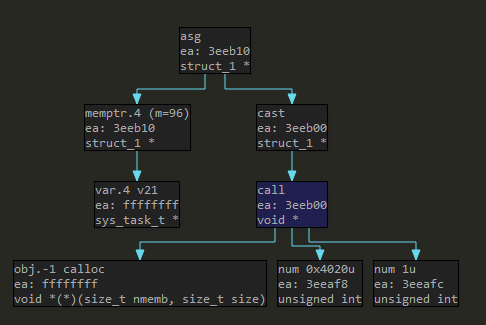 asg
ea: 3eeb10
struct_1 *
memptr.4 (m=96)
ea: 3eeb10
struct_1 *
cast
ea: 3eeb00
struct_1 *
var.4 v21
ea: ffffffff
sys_task_t *
call
ea: 3eeb00
void *
obj.-1 calloc
ea: ffffffff
void *(*)(size_t nmemb, size_t size)
num 0x4020u
ea: 3eeaf8
unsigned int
num 1u
ea: 3eeafc
unsigned int